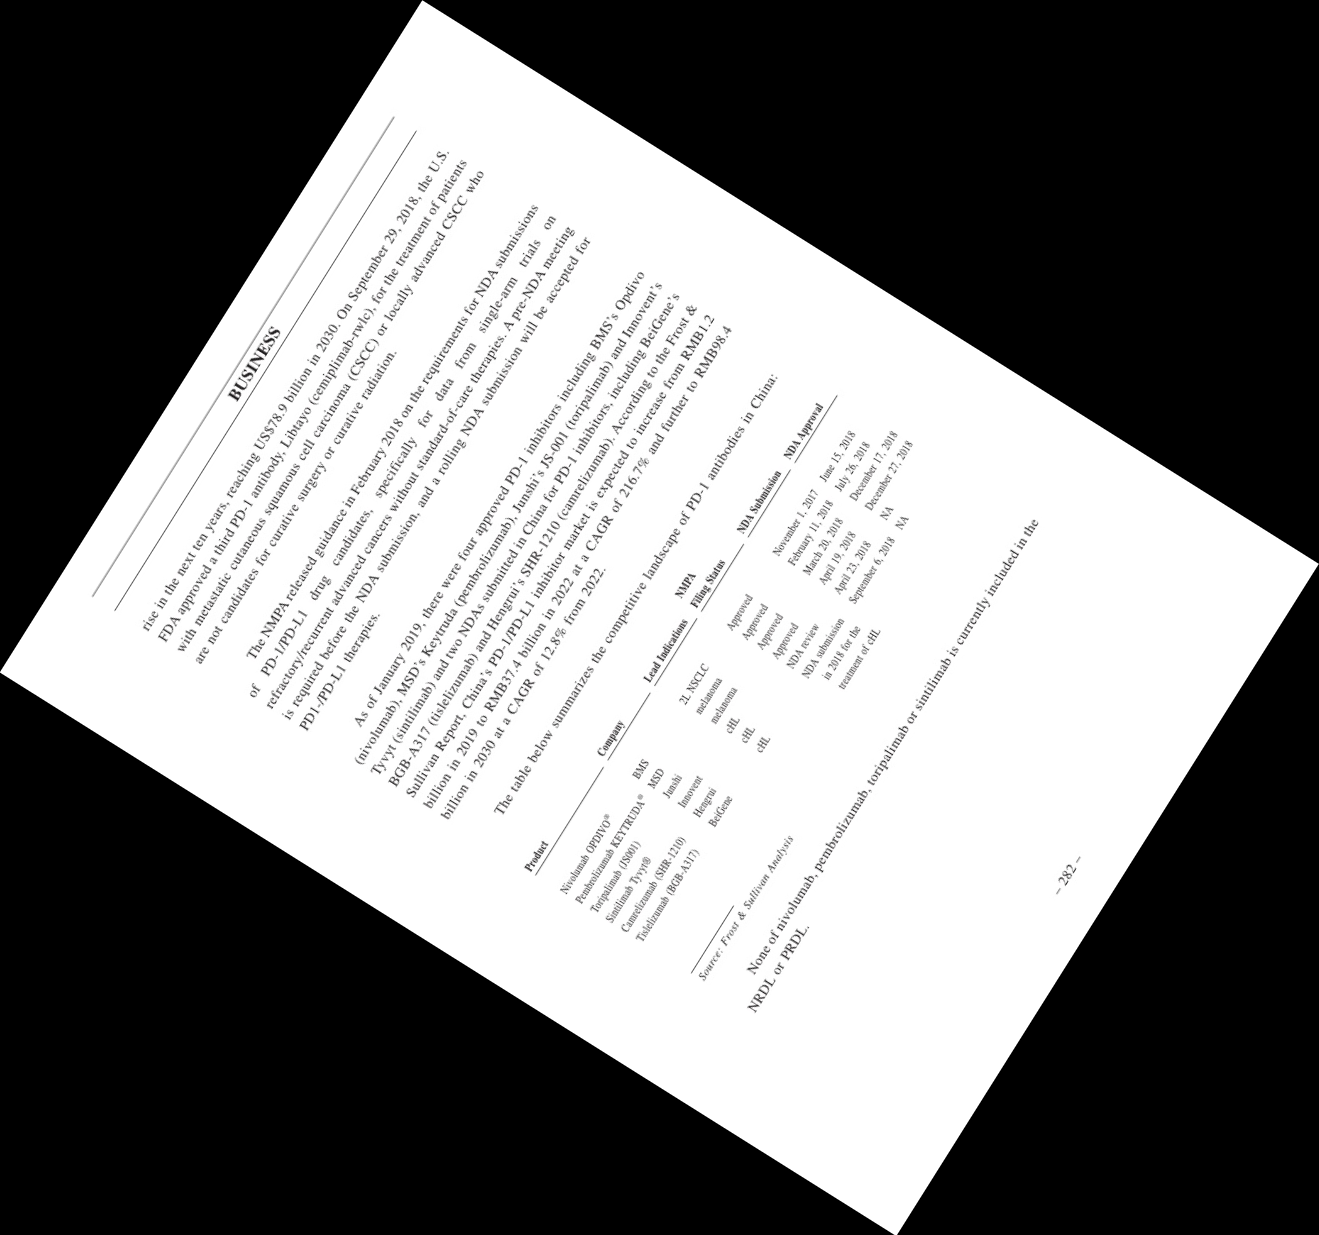 BUSINESS
rise in the next ten years, reaching US$78.9 billion in 2030. On September 29, 2018, the U.S.
FDA approved a third PD-1 antibody, Libtayo (cemiplimab-rwlc), for the treatment of patients
with metastatic cutaneous squamous cell carcinoma (CSCC) or locally advanced CSCC who
are not candidates for curative surgery or curative radiation.
The NMPA released guidance in February 2018 on the requirements for NDA submissions
of PD-1/PD-L1 drug candidates, specifically for data from single-arm trials on
refractory/recurrent advanced cancers without standard-of-care therapies. A pre-NDA meeting
is required before the NDA submission, and a rolling NDA submission will be accepted for
PD1-/PD-L1 therapies.
As of January 2019, there were four approved PD-1 inhibitors including BMS's Opdivo
(nivolumab), MSD's Keytruda (pembrolizumab), Junshi's JS-001 (toripalimab) and Innovent's
Tyvyt (sintilimab) and two NDAs submitted in China for PD-1 inhibitors, including BeiGene's
BGB-A317 (tislelizumab) and Hengrui's SHR-1210 (camrelizumab). According to the Frost &
Sullivan Report, China's PD-1/PD-L1 inhibitor market is expected to increase from RMB1.2
billion in 2019 to RMB37.4 billion in 2022 at a CAGR of 216.7% and further to RMB98.4
billion in 2030 at a CAGR of 12.8% from 2022.
The table below summarizes the competitive landscape of PD-1 antibodies in China:
NMPA
Product Company Lead Indications Filing Status NDA Submission NDA Approval
Nivolumab OPDIVO® BMS 2L NSCLC Approved November 1, 2017 June 15, 2018
Pembrolizumab KEYTRUDA® MSD melanoma Approved February 11, 2018 July 26, 2018
Toripalimab (JS001) Junshi melanoma Approved March 20, 2018 December 17, 2018
Sintilimab Tyvyt® Innovent cHL Approved April 19, 2018 December 27, 2018
Camrelizumab (SHR-1210) Hengrui cHL NDA review April 23, 2018 NA
Tislelizumab (BGB-A317) BeiGene cHL NDA submission September 6, 2018 NA
in 2018 for the
treatment of cHL
Source: Frost & Sullivan Analysis
None of nivolumab, pembrolizumab, toripalimab or sintilimab is currently included in the
NRDL or PRDL.
– 282 –